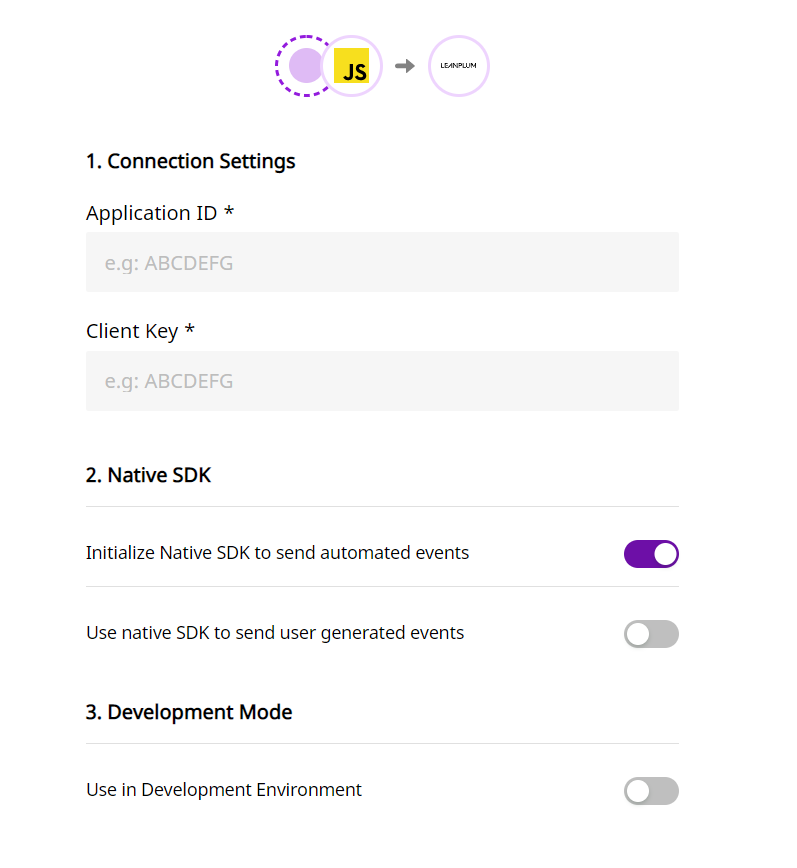 JS
LEANPLUM
1. Connection Settings
Application ID *
e.g: ABCDEFG
Client Key *
e.g: ABCDEFG
2. Native SDK
Initialize Native SDK to send automated events
Use native SDK to send user generated events
3. Development Mode
Use in Development Environment